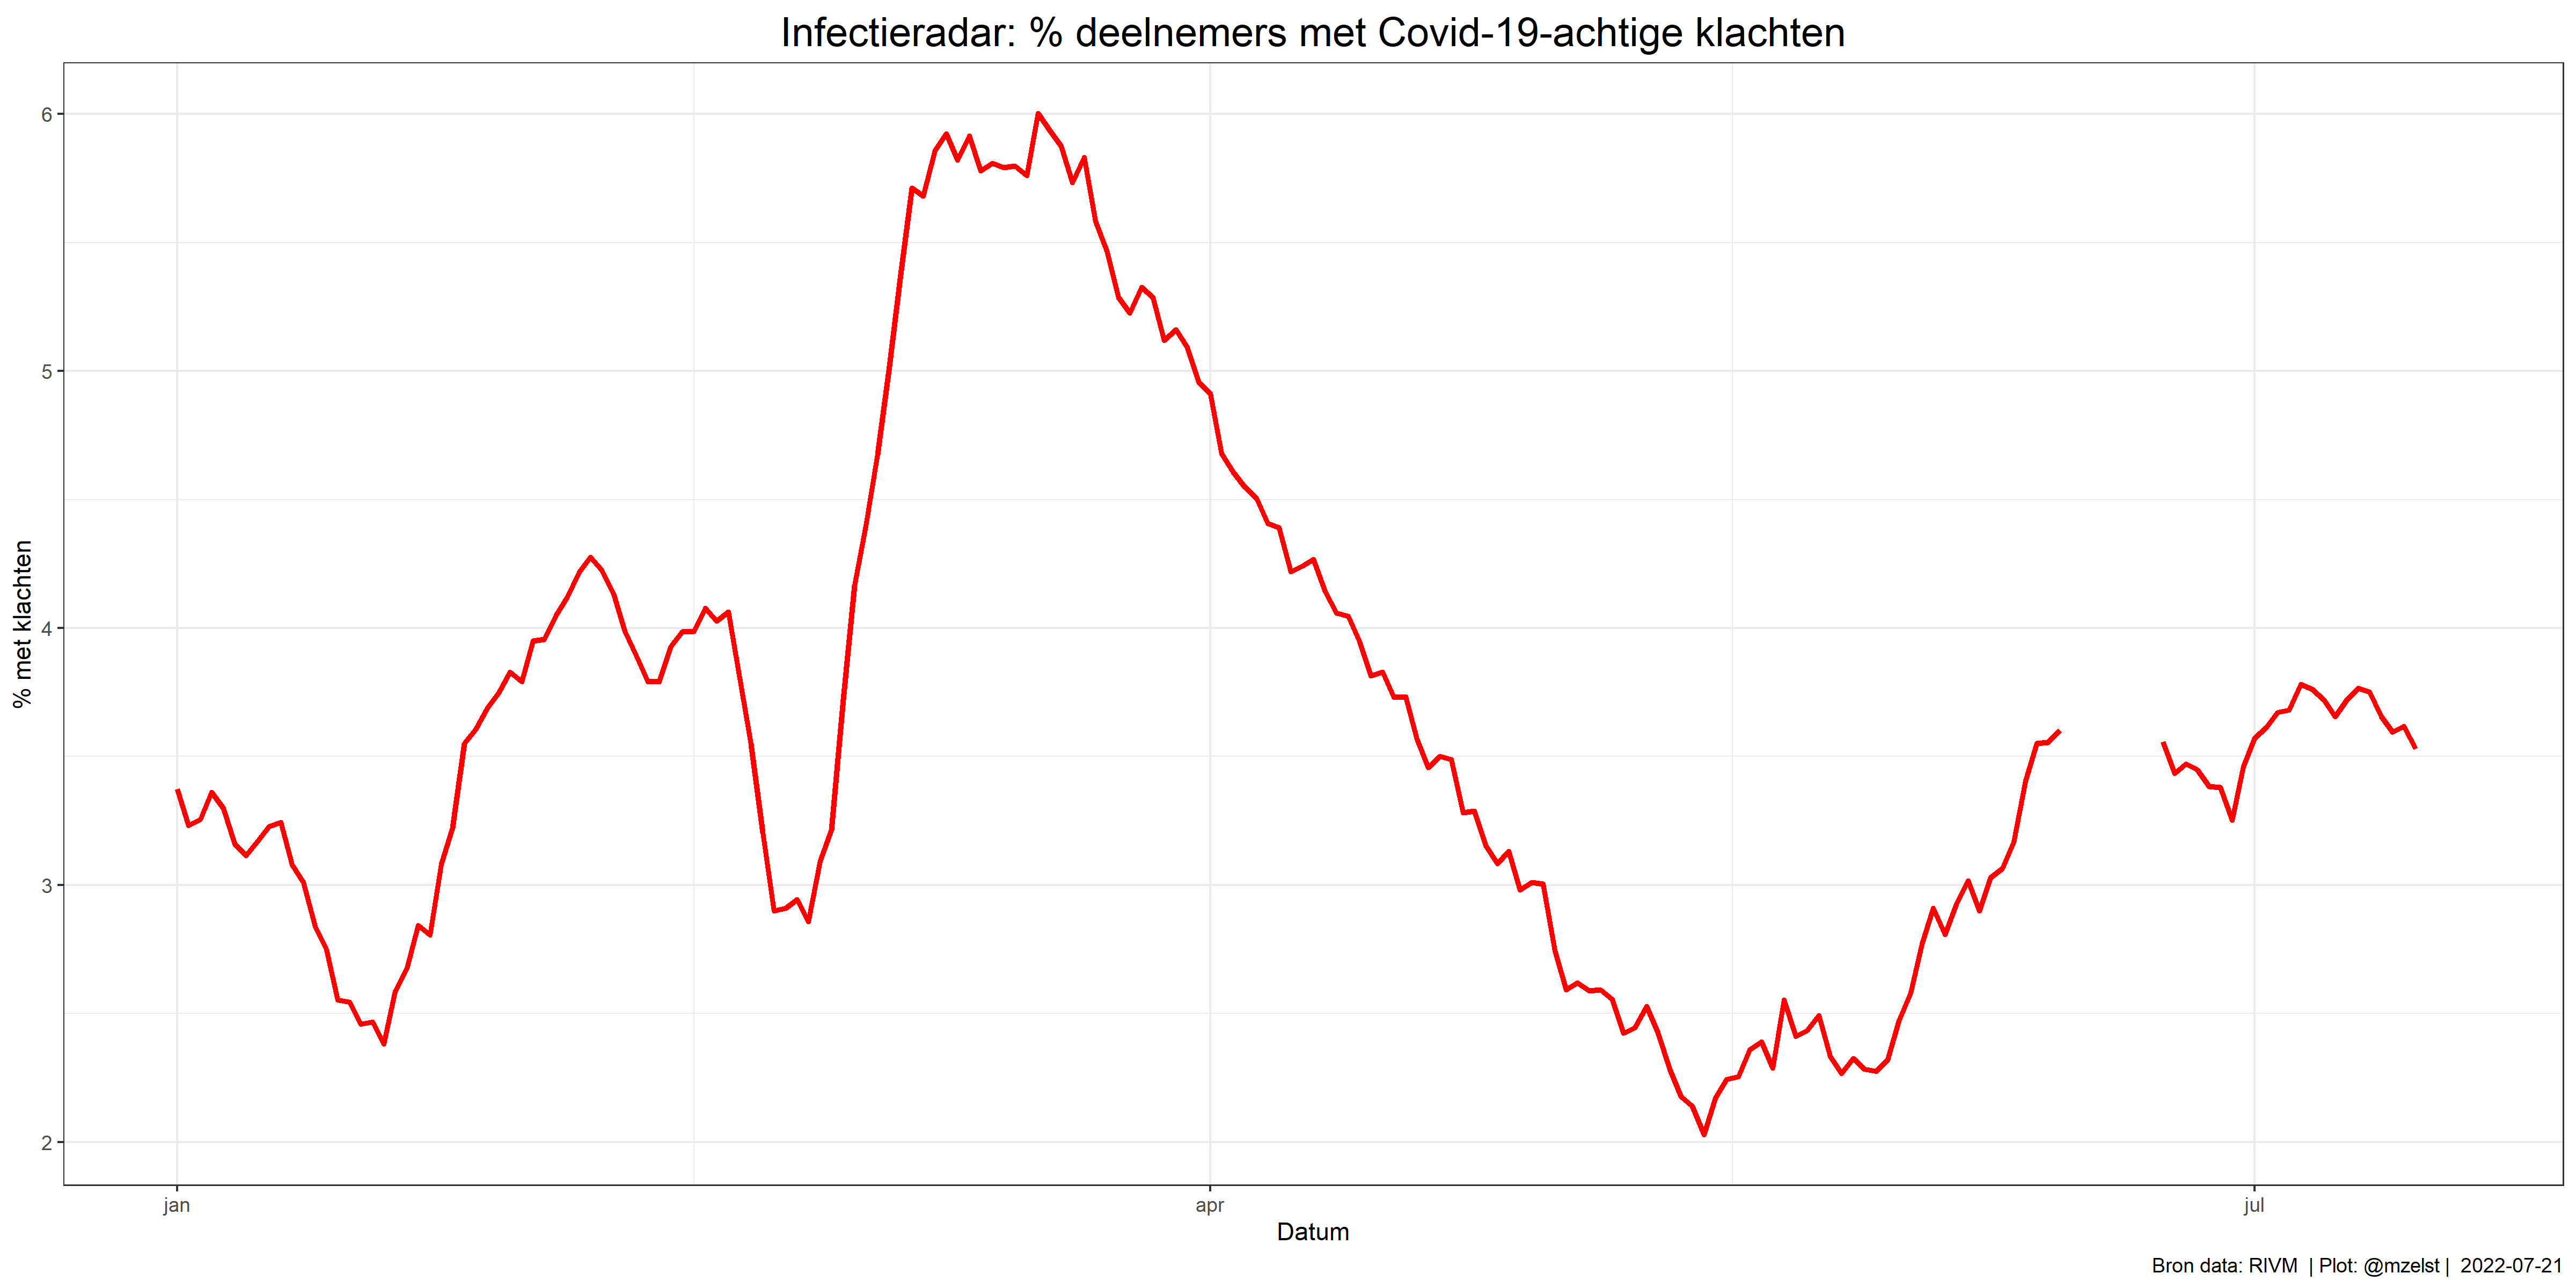 Infectieradar: % deelnemers met Covid-19-achtige klachten
% met klachten
6
5
4
3
2
jan apr jul
Datum
Bron data: RIVM | Plot: @mzelst | 2022-07-21